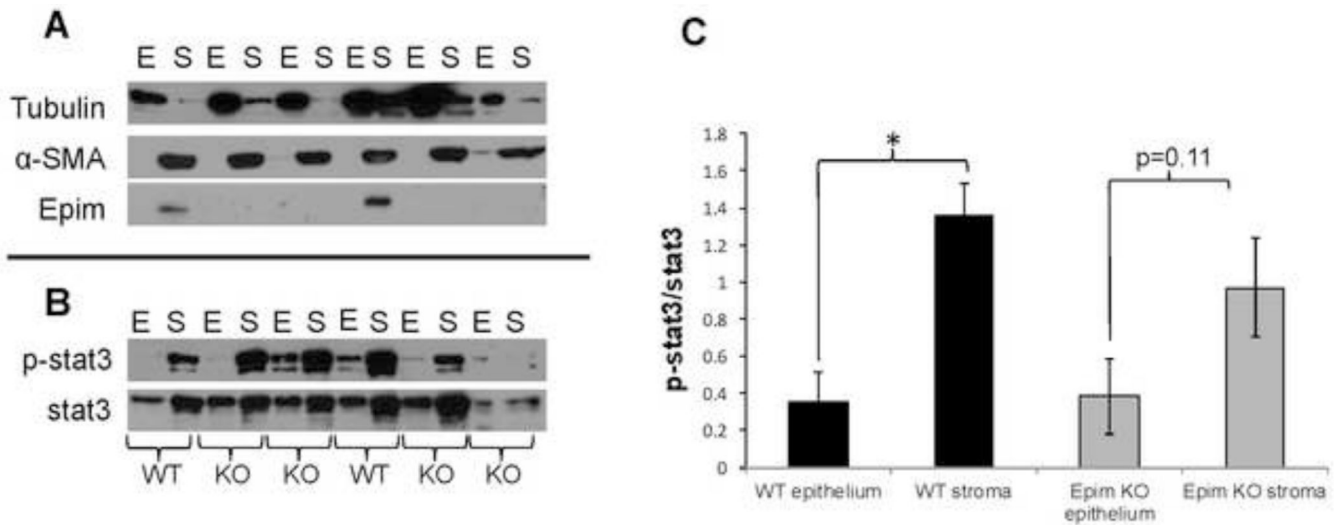 A
E S E S E S E S E S E S
Tubulin
α-SMA
Epim
B
E S E S E S E S E S E S
p-stat3
stat3
WT KO KO WT KO KO
C
p-stat3/stat3
1.8
1.6
1.4
1.2
1
0.8
0.6
0.4
0.2
0
*
p=0.11
WT epithelium WT stroma Epim KO Epim KO stroma
epithelium